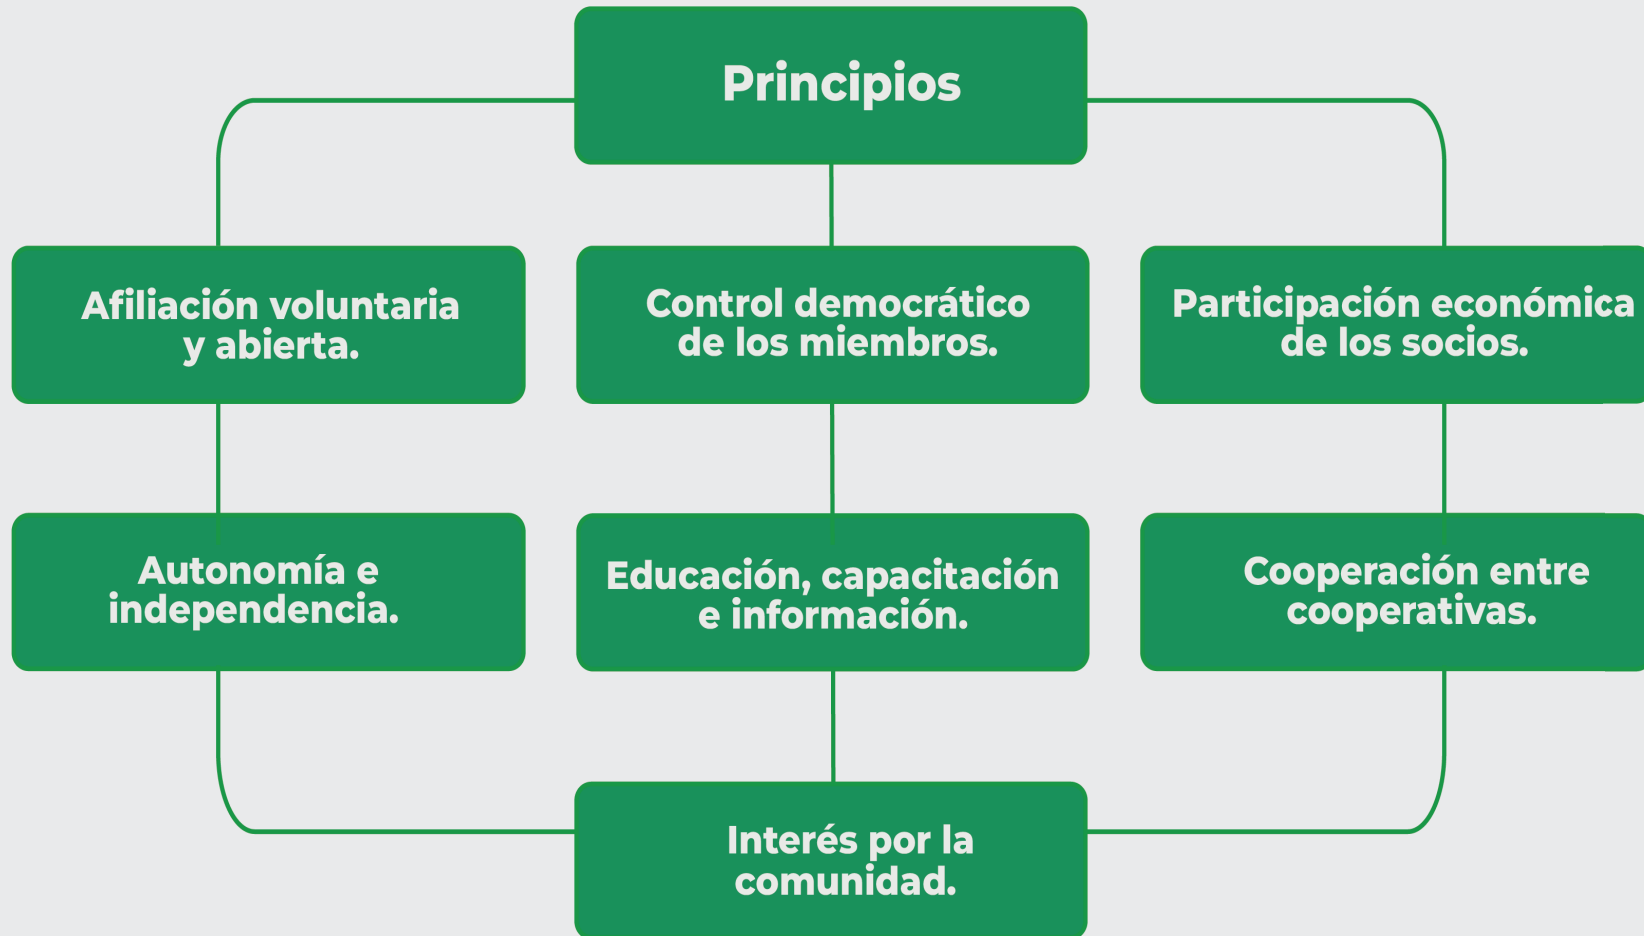 Principios
Afiliación voluntaria
y abierta.
Control democrático
de los miembros.
Participación económica
de los socios.
Autonomía e
independencia.
Educación, capacitación
e información.
Cooperación entre
cooperativas.
Interés por la
comunidad.